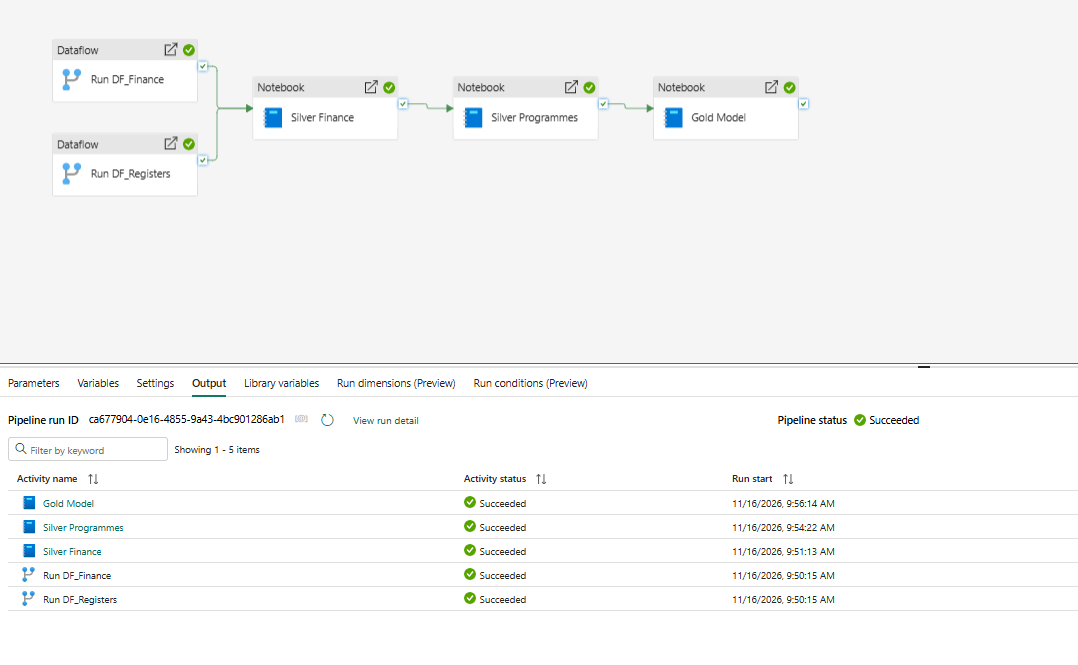 Dataflow
Run DF_Finance
Notebook
Silver Finance
Notebook
Silver Programmes
Notebook
Gold Model
Dataflow
Run DF_Registers
Parameters Variables Settings Output Library variables Run dimensions (Preview) Run conditions (Preview)
Pipeline run ID ca677904-0e16-4855-9a43-4bc901286ab1 View run detail Pipeline status Succeeded
Filter by keyword Showing 1 - 5 items
Activity name Activity status Run start
Gold Model Succeeded 11/16/2026, 9:56:14 AM
Silver Programmes Succeeded 11/16/2026, 9:54:22 AM
Silver Finance Succeeded 11/16/2026, 9:51:13 AM
Run DF_Finance Succeeded 11/16/2026, 9:50:15 AM
Run DF_Registers Succeeded 11/16/2026, 9:50:15 AM